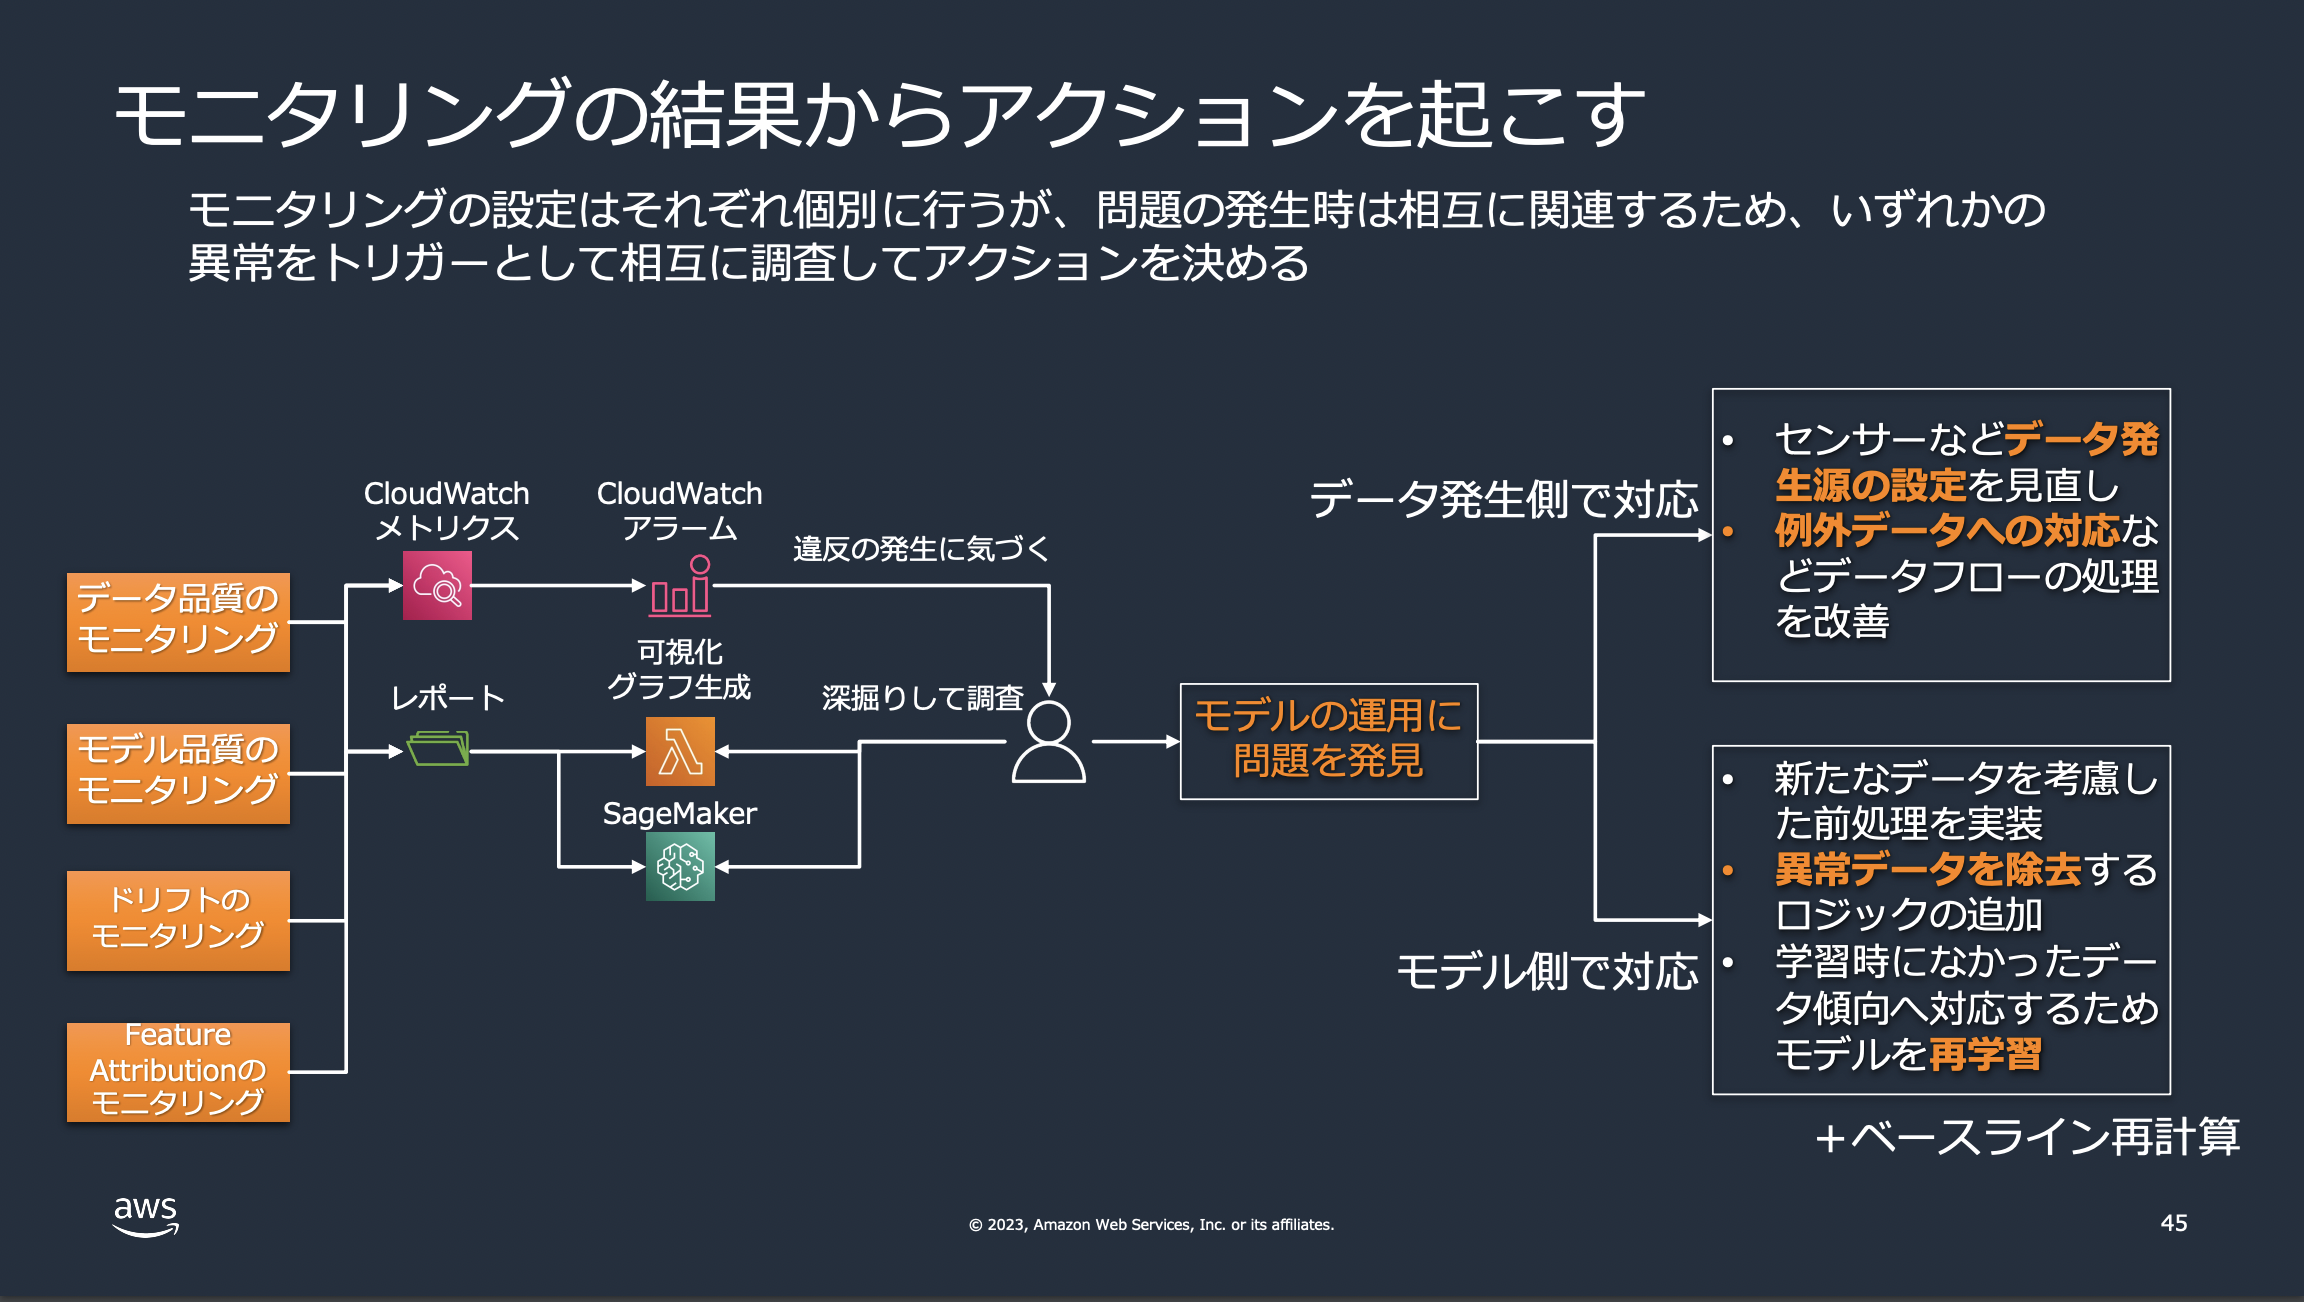 モニタリングの結果からアクションを起こす
モニタリングの設定はそれぞれ個別に行うが、問題の発生時は相互に関連するため、いずれかの
異常をトリガーとして相互に調査してアクションを決める
データ品質の
モニタリング
モデル品質の
モニタリング
ドリフトの
モニタリング
Feature
Attributionの
モニタリング
CloudWatch
メトリクス
レポート
CloudWatch
アラーム
可視化
グラフ生成
SageMaker
違反の発生に気づく
深掘りして調査
モデルの運用に
問題を発見
データ発生側で対応
• センサーなどデータ発
生源の設定を見直し
• 例外データへの対応な
どデータフローの処理
を改善
モデル側で対応
• 新たなデータを考慮し
た前処理を実装
• 異常データを除去する
ロジックの追加
• 学習時になかったデー
タ傾向へ対応するため
モデルを再学習
＋ベースライン再計算
aws
© 2023, Amazon Web Services, Inc. or its affiliates.
45